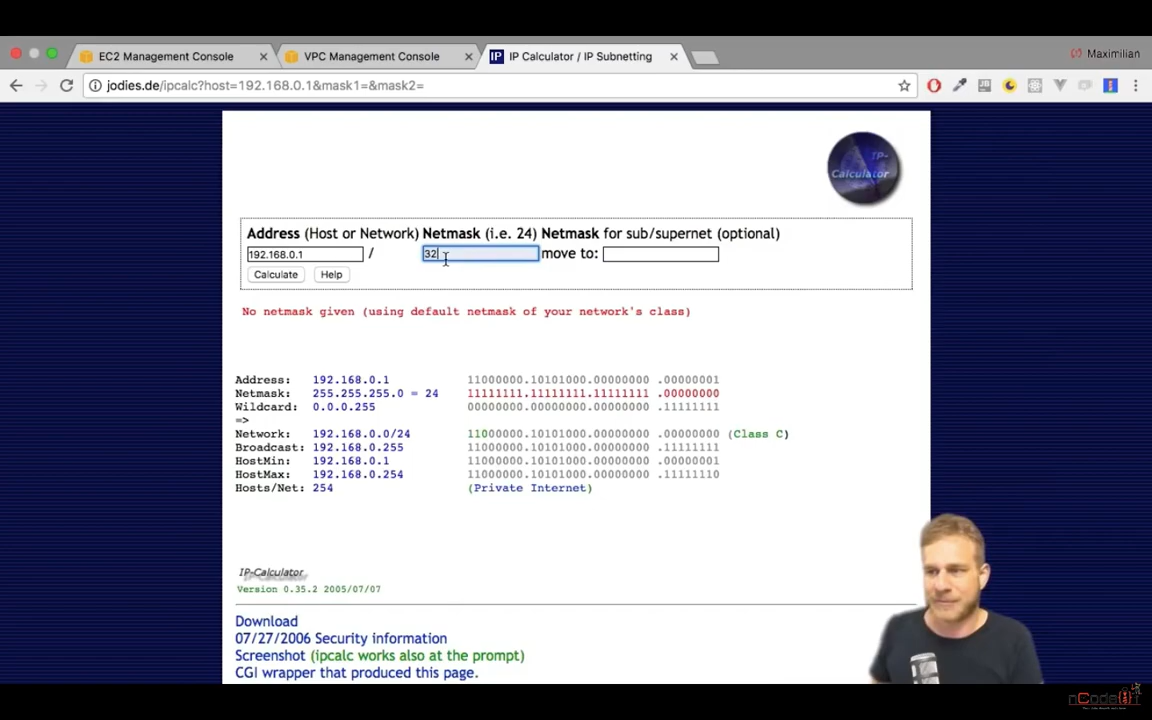 EC2 Management Console
VPC Management Console
IP IP Calculator / IP Subnetting
Maximilian
jodies.de/ipcalc?host=192.168.0.1&mask1=&mask2=
IP-
Calculator
Address (Host or Network) Netmask (i.e. 24) Netmask for sub/supernet (optional)
192.168.0.1 / 32 move to:
Calculate Help
No netmask given (using default netmask of your network's class)
Address: 192.168.0.1 11000000.10101000.00000000 .00000001
Netmask: 255.255.255.0 = 24 11111111.11111111.11111111 .00000000
Wildcard: 0.0.0.255 00000000.00000000.00000000 .11111111
=>
Network: 192.168.0.0/24 11000000.10101000.00000000 .00000000 (Class C)
Broadcast: 192.168.0.255 11000000.10101000.00000000 .11111111
HostMin: 192.168.0.1 11000000.10101000.00000000 .00000001
HostMax: 192.168.0.254 11000000.10101000.00000000 .11111110
Hosts/Net: 254 (Private Internet)
IP-Calculator
Version 0.35.2 2005/07/07
Download
07/27/2006 Security information
Screenshot (ipcalc works also at the prompt)
CGI wrapper that produced this page.